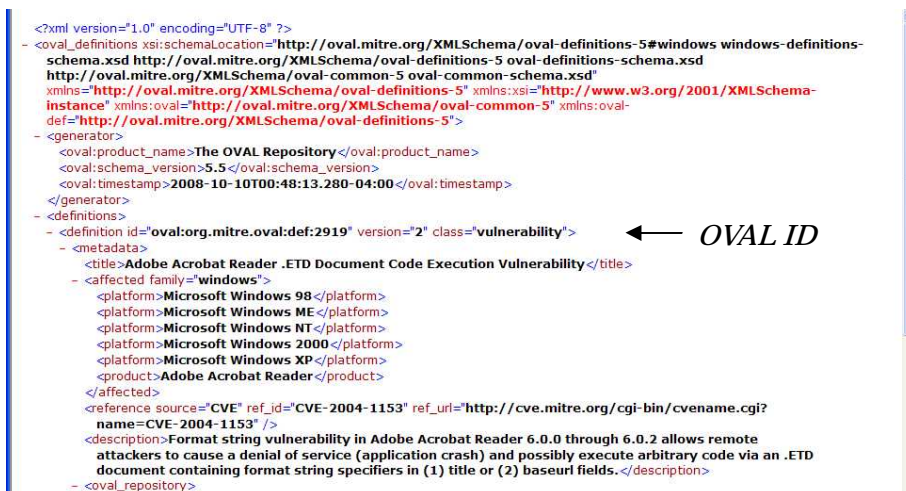 <?xml version="1.0" encoding="UTF-8" ?>
- <oval_definitions xsi:schemaLocation="http://oval.mitre.org/XMLSchema/oval-definitions-5#windows windows-definitions-
schema.xsd http://oval.mitre.org/XMLSchema/oval-definitions-5 oval-definitions-schema.xsd
http://oval.mitre.org/XMLSchema/oval-common-5 oval-common-schema.xsd"
xmlns="http://oval.mitre.org/XMLSchema/oval-definitions-5" xmlns:xsi="http://www.w3.org/2001/XMLSchema-
instance" xmlns:oval="http://oval.mitre.org/XMLSchema/oval-common-5" xmlns:oval-
def="http://oval.mitre.org/XMLSchema/oval-definitions-5">
- <generator>
<oval:product_name>The OVAL Repository</oval:product_name>
<oval:schema_version>5.5</oval:schema_version>
<oval:timestamp>2008-10-10T00:48:13.280-04:00</oval:timestamp>
</generator>
- <definitions>
- <definition id="oval:org.mitre.oval:def:2919" version="2" class="vulnerability"> OVAL ID
- <metadata>
<title>Adobe Acrobat Reader .ETD Document Code Execution Vulnerability</title>
- <affected family="windows">
<platform>Microsoft Windows 98</platform>
<platform>Microsoft Windows ME</platform>
<platform>Microsoft Windows NT</platform>
<platform>Microsoft Windows 2000</platform>
<platform>Microsoft Windows XP</platform>
<product>Adobe Acrobat Reader</product>
</affected>
<reference source="CVE" ref_id="CVE-2004-1153" ref_url="http://cve.mitre.org/cgi-bin/cvename.cgi?
name=CVE-2004-1153" />
<description>Format string vulnerability in Adobe Acrobat Reader 6.0.0 through 6.0.2 allows remote
attackers to cause a denial of service (application crash) and possibly execute arbitrary code via an .ETD
document containing format string specifiers in (1) title or (2) baseurl fields.</description>
- <oval_repository>